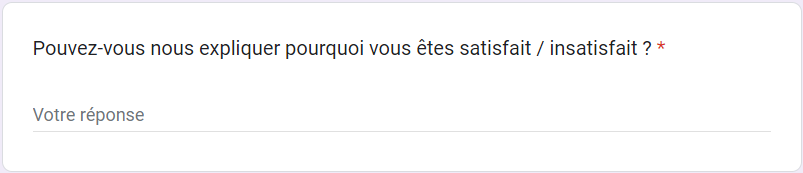 Pouvez-vous nous expliquer pourquoi vous êtes satisfait / insatisfait ? *
Votre réponse